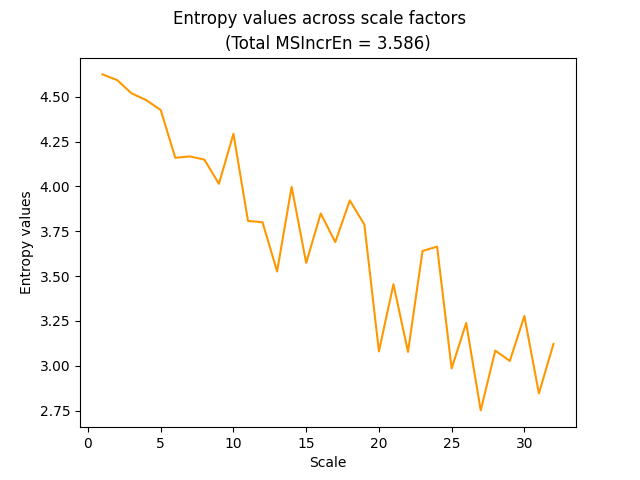 Entropy values across scale factors
(Total MSIncrEn = 3.586)
4.50
4.25
4.00
3.75
3.50
3.25
3.00
2.75
Entropy values
0 5 10 15 20 25 30
Scale